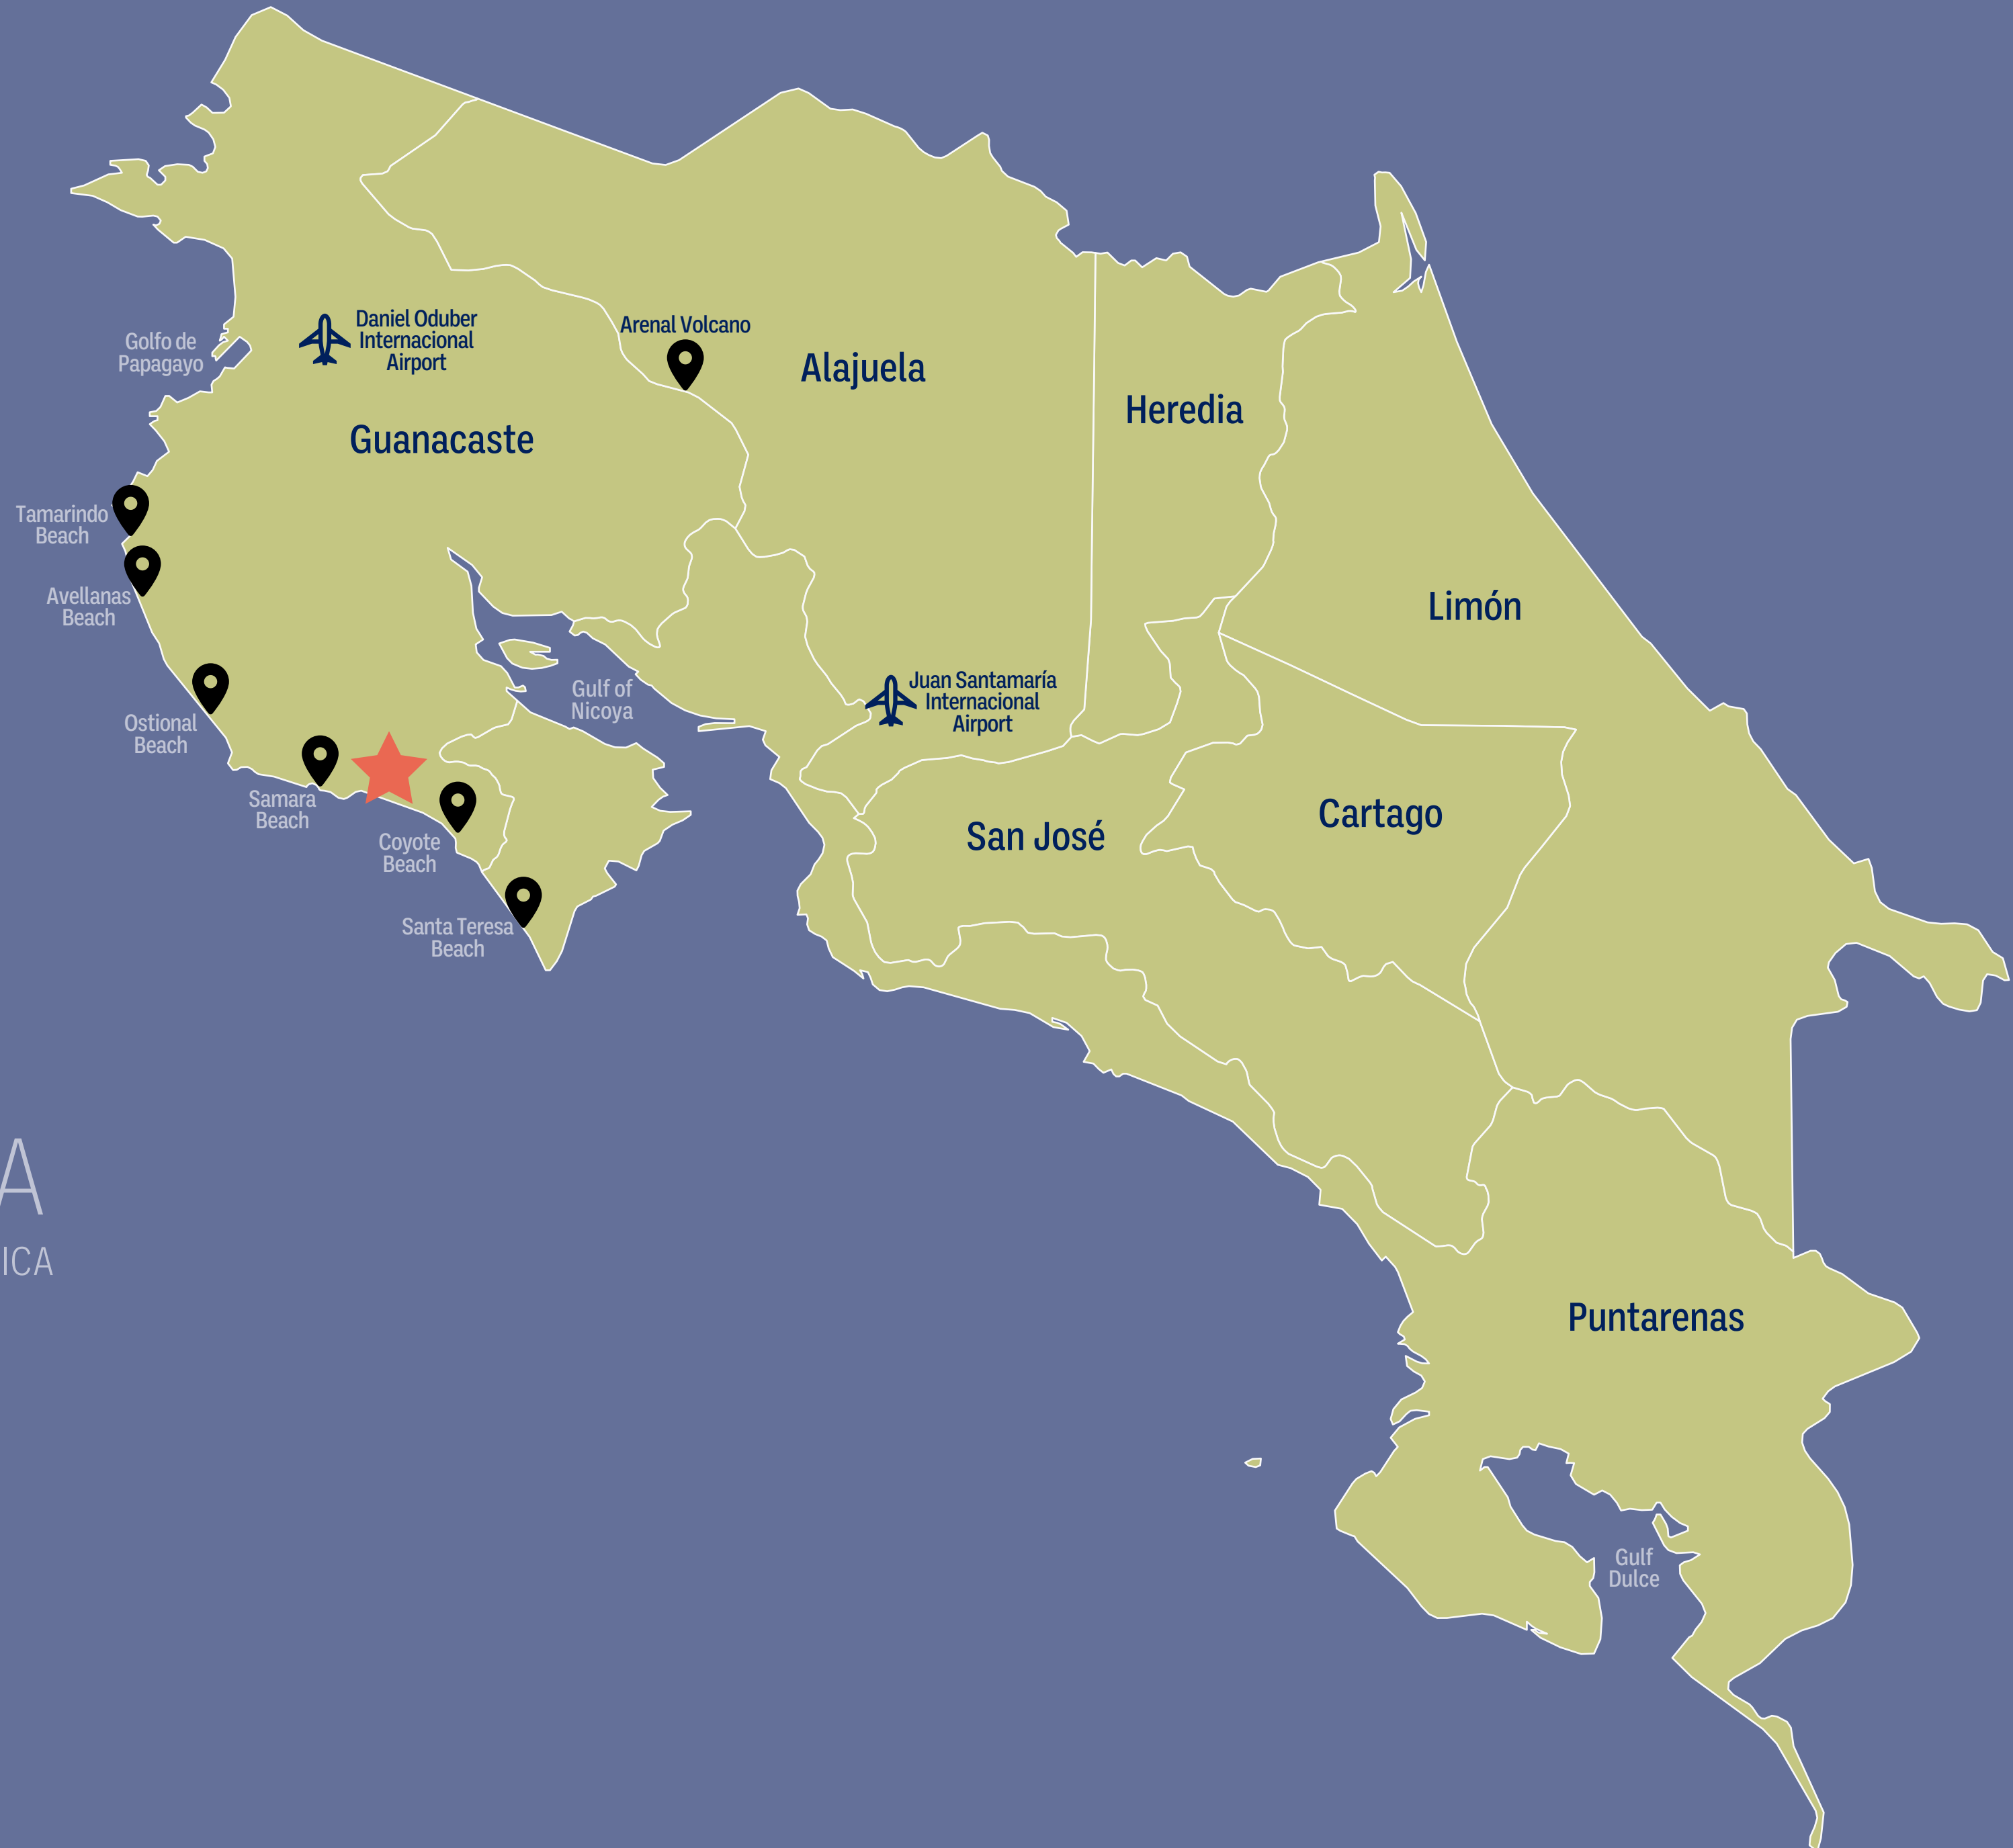 Daniel Oduber
Internacional
Airport
Arenal Volcano
Golfo de
Papagayo
Alajuela
Heredia
Guanacaste
Tamarindo
Beach
Avellanas
Beach
Limón
Gulf of
Nicoya
Juan Santamaría
Internacional
Airport
Ostional
Beach
Samara
Beach
Coyote
Beach
San José
Cartago
Santa Teresa
Beach
A
ICA
Puntarenas
Gulf
Dulce